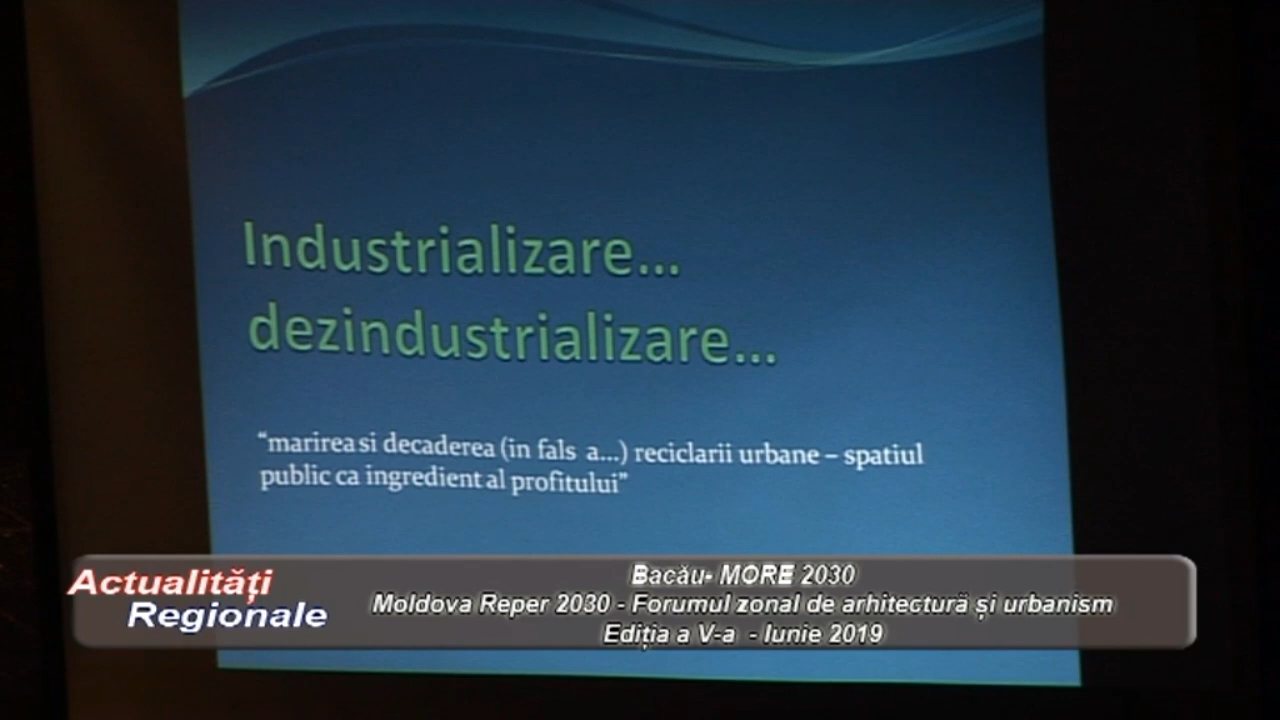 Industrializare...
dezindustrializare...
“marirea si decaderea (in fals a...) reciclarii urbane – spatiul
public ca ingredient al profitului”
Actualități
Regionale
Bacău- MORE 2030
Moldova Reper 2030 - Forumul zonal de arhitectură și urbanism
Ediția a V-a - Iunie 2019